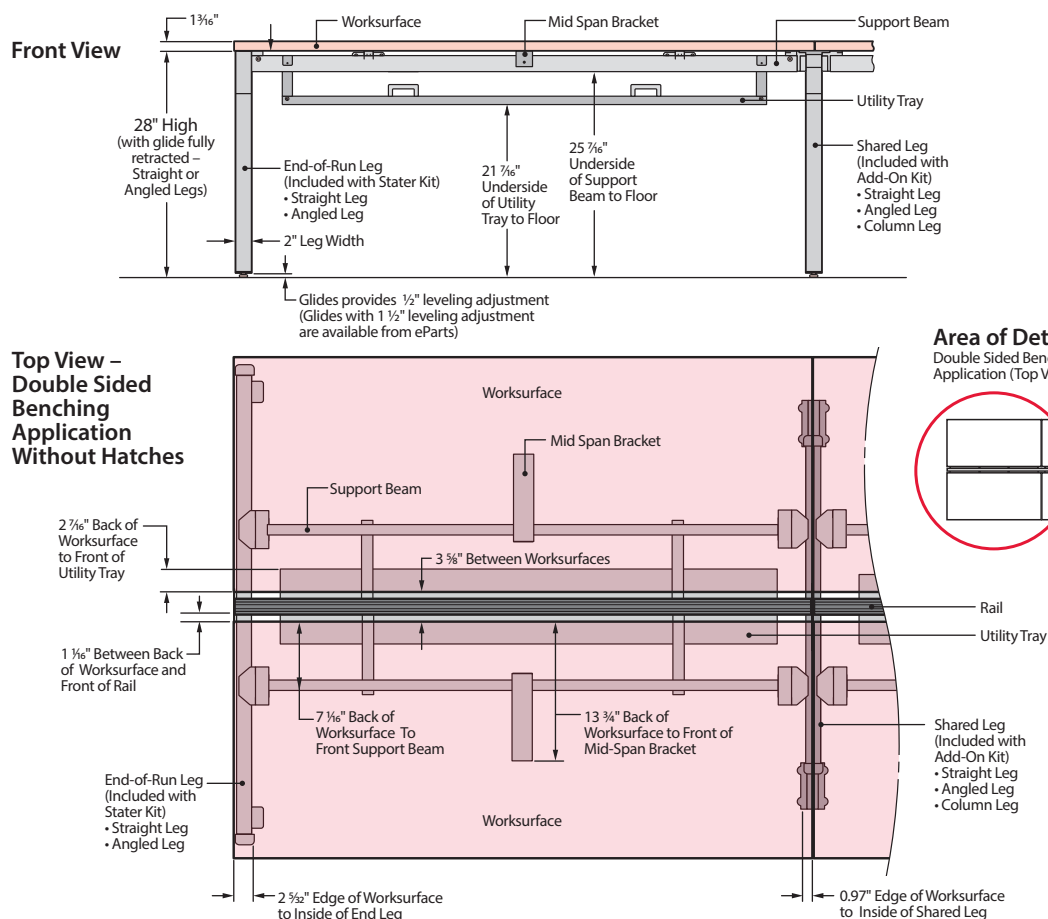 1 3⁄16"
Worksurface
Mid Span Bracket
Support Beam
Front View
Utility Tray
28" High
(with glide fully
retracted –
Straight or
Angled Legs)
End-of-Run Leg
(Included with Stater Kit)
• Straight Leg
• Angled Leg
21 7⁄16"
Underside
of Utility
Tray to Floor
25 7⁄16"
Underside
of Support
Beam to Floor
Shared Leg
(Included with
Add-On Kit)
• Straight Leg
• Angled Leg
• Column Leg
2" Leg Width
Glides provides ½" leveling adjustment
(Glides with 1 ½" leveling adjustment
are available from eParts)
Top View –
Double Sided
Benching
Application
Without Hatches
Area of Det
Double Sided Benc
Application (Top V
Worksurface
Mid Span Bracket
Support Beam
2 7⁄16" Back of
Worksurface
to Front of
Utility Tray
3 5⁄8" Between Worksurfaces
Rail
Utility Tray
1 1⁄16" Between Back
of Worksurface and
Front of Rail
7 1⁄16" Back of
Worksurface To
Front Support Beam
13 ¾" Back of
Worksurface to Front of
Mid-Span Bracket
Shared Leg
(Included with
Add-On Kit)
• Straight Leg
• Angled Leg
• Column Leg
End-of-Run Leg
(Included with
Stater Kit)
• Straight Leg
• Angled Leg
Worksurface
2 5⁄32" Edge of Worksurface
to Inside of End Leg
0.97" Edge of Worksurface
to Inside of Shared Leg